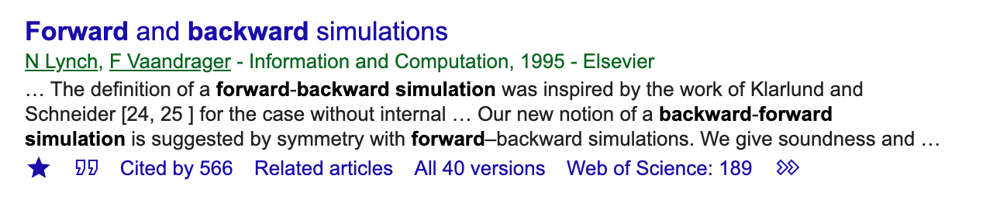 Forward and backward simulations
N Lynch, F Vaandrager - Information and Computation, 1995 - Elsevier
… The definition of a forward-backward simulation was inspired by the work of Klarlund and
Schneider [24, 25 ] for the case without internal … Our new notion of a backward-forward
simulation is suggested by symmetry with forward–backward simulations. We give soundness and …
Cited by 566 Related articles All 40 versions Web of Science: 189